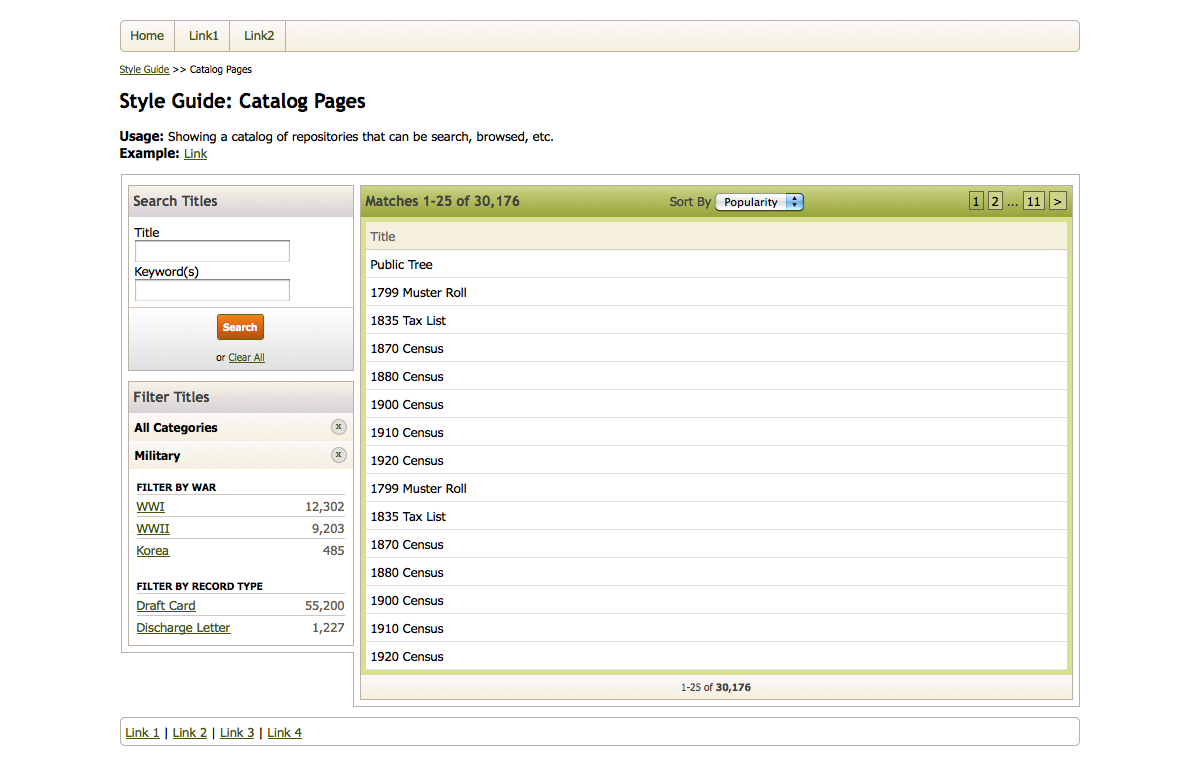 Home Link1 Link2
Style Guide >> Catalog Pages
Style Guide: Catalog Pages
Usage: Showing a catalog of repositories that can be search, browsed, etc.
Example: Link
Search Titles
Title
Keyword(s)
Search
or Clear All
Filter Titles
All Categories x
Military x
FILTER BY WAR
WWI 12,302
WWII 9,203
Korea 485
FILTER BY RECORD TYPE
Draft Card 55,200
Discharge Letter 1,227
Matches 1-25 of 30,176 Sort By Popularity 1 2 ... 11 >
Title
Public Tree
1799 Muster Roll
1835 Tax List
1870 Census
1880 Census
1900 Census
1910 Census
1920 Census
1799 Muster Roll
1835 Tax List
1870 Census
1880 Census
1900 Census
1910 Census
1920 Census
1-25 of 30,176
Link 1 | Link 2 | Link 3 | Link 4